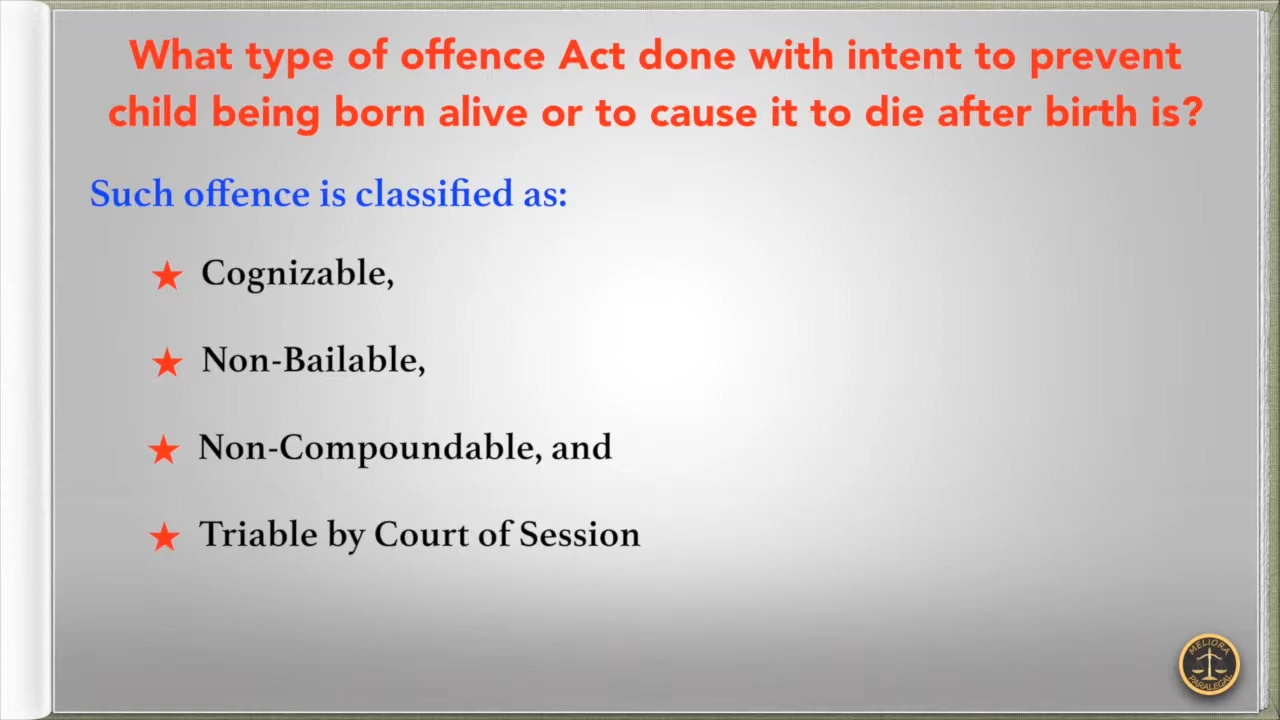 What type of offence Act done with intent to prevent
child being born alive or to cause it to die after birth is?
Such offence is classified as:
Cognizable,
Non-Bailable,
Non-Compoundable, and
Triable by Court of Session
MELIORA
PARALEGAL